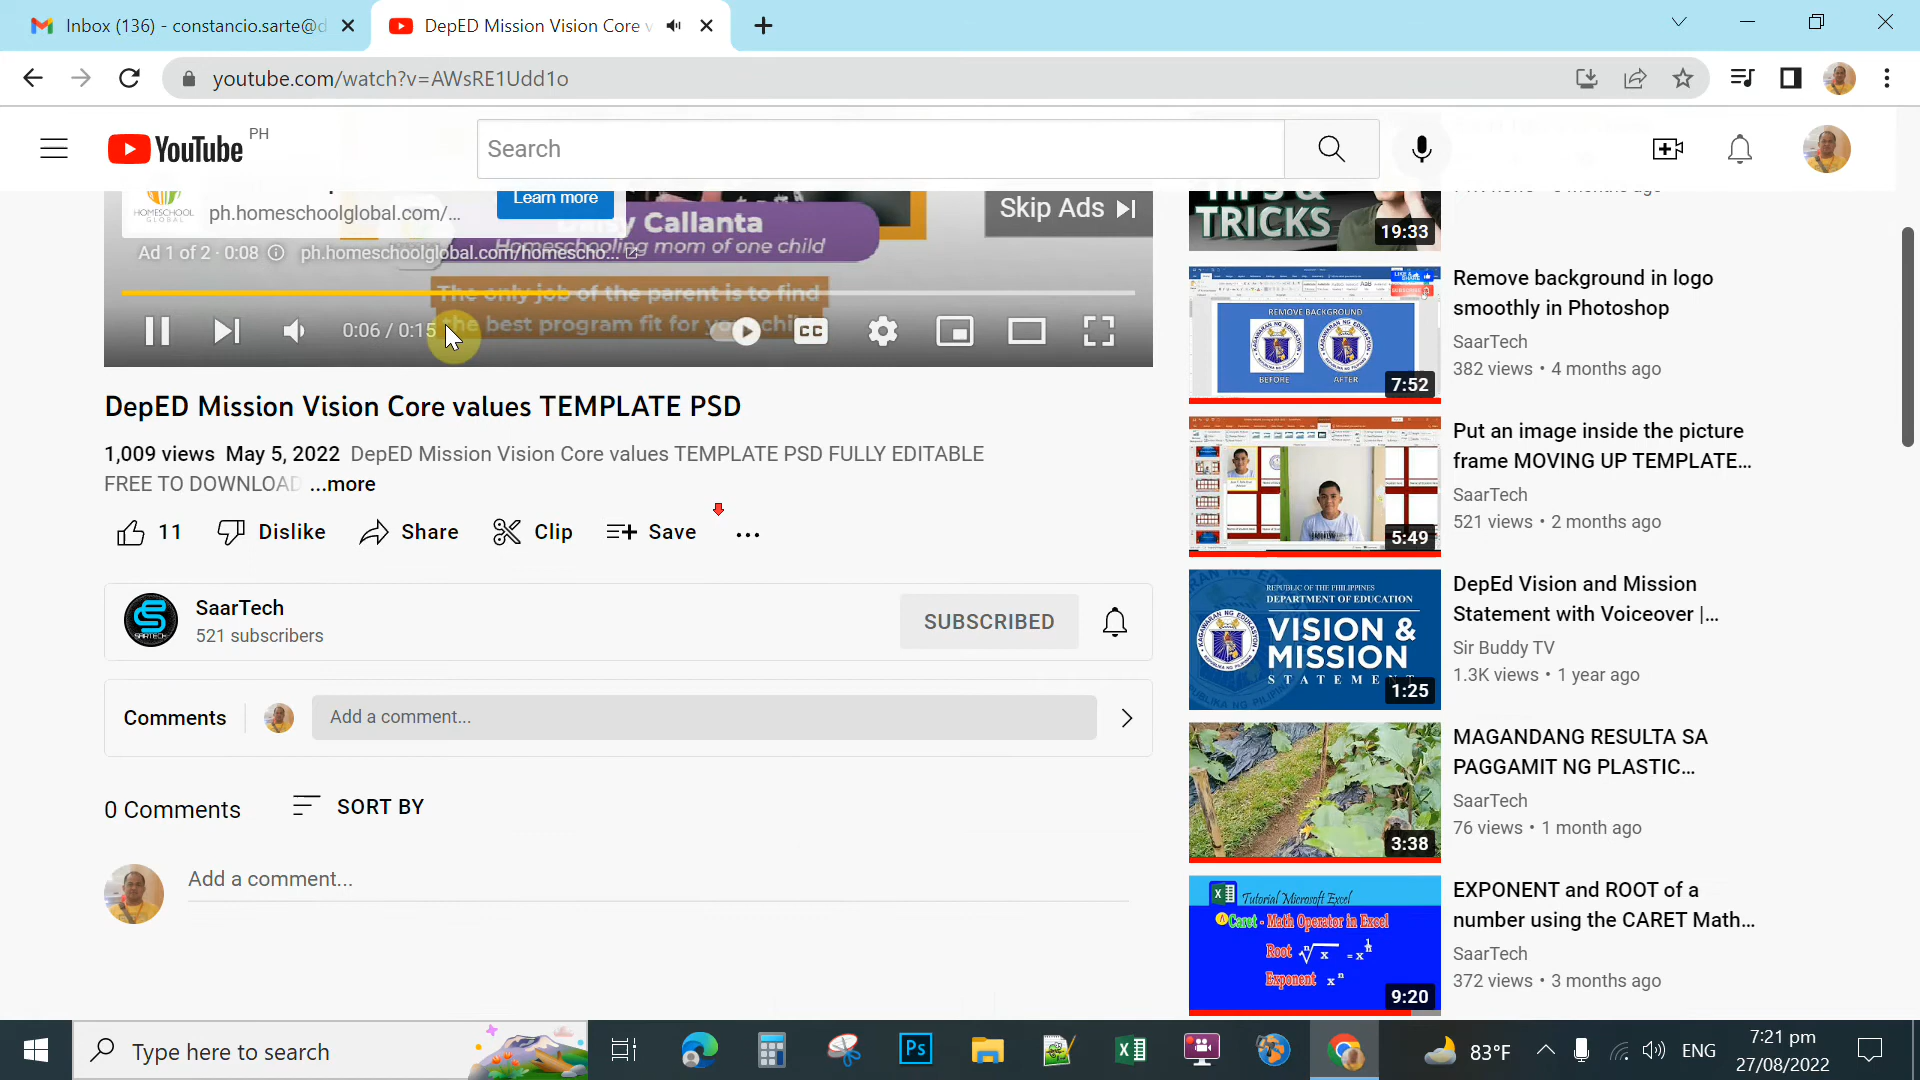 Inbox (136) - constancio.sarte@d
DepED Mission Vision Core v
youtube.com/watch?v=AWsRE1Udd1o
YouTube PH
Search
HOMESCHOOL
GLOBAL
ph.homeschoolglobal.com/...
Learn more
Callanta
Homeschooling mom of one child
Skip Ads
Ad 1 of 2 · 0:08 ph.homeschoolglobal.com/homescho...
The only job of the parent is to find
the best program fit for your child
0:06 / 0:15
CC
DepED Mission Vision Core values TEMPLATE PSD
1,009 views May 5, 2022 DepED Mission Vision Core values TEMPLATE PSD FULLY EDITABLE
FREE TO DOWNLOAD ...more
11 Dislike Share Clip Save
SaarTech
521 subscribers
SUBSCRIBED
Comments Add a comment...
0 Comments SORT BY
Add a comment...
TRICKS
19:33
REMOVE BACKGROUND
BEFORE AFTER
7:52
Remove background in logo
smoothly in Photoshop
SaarTech
382 views • 4 months ago
5:49
Put an image inside the picture
frame MOVING UP TEMPLATE...
SaarTech
521 views • 2 months ago
REPUBLIC OF THE PHILIPPINES
DEPARTMENT OF EDUCATION
VISION &
MISSION
STATEMENT
1:25
DepEd Vision and Mission
Statement with Voiceover |...
Sir Buddy TV
1.3K views • 1 year ago
3:38
MAGANDANG RESULTA SA
PAGGAMIT NG PLASTIC...
SaarTech
76 views • 1 month ago
Tutorial Microsoft Excel
Caret - Math Operator in Excel
Root
Exponent x n
9:20
EXPONENT and ROOT of a
number using the CARET Math...
SaarTech
372 views • 3 months ago
Type here to search
Ps
83°F
ENG
7:21 pm
27/08/2022